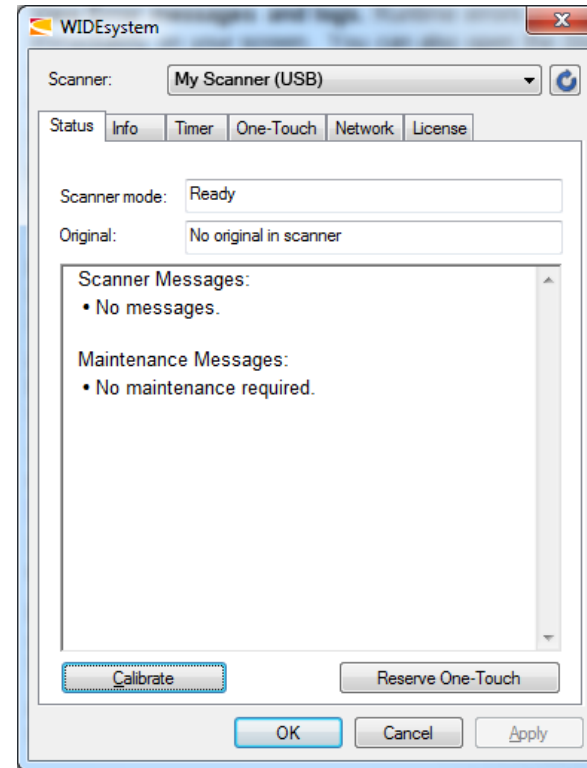 WIDEsystem
Scanner: My Scanner (USB)
Status Info Timer One-Touch Network License
Scanner mode: Ready
Original: No original in scanner
Scanner Messages:
• No messages.
Maintenance Messages:
• No maintenance required.
Calibrate Reserve One-Touch
OK Cancel Apply